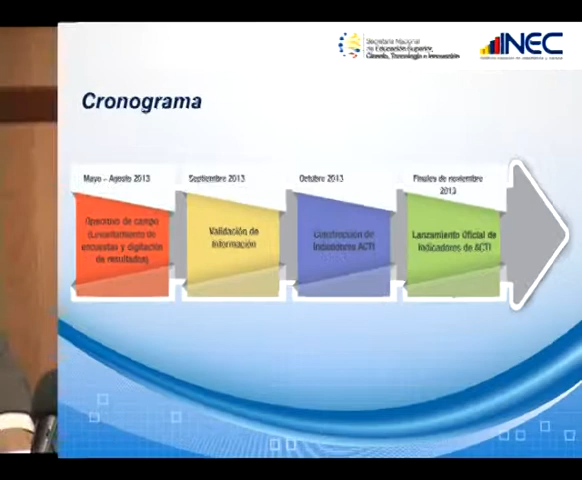 Secretaría Nacional
de Educación Superior,
Ciencia, Tecnología e Innovación
INEC
Cronograma
Mayo – Agosto 2013
Septiembre 2013
Octubre 2013
Finales de noviembre
2013
Operativo de campo
(Levantamiento de
encuestas y digitación
de resultados)
Validación de
Información
Construcción de
Indicadores ACTI
Lanzamiento Oficial de
Indicadores de ACTI